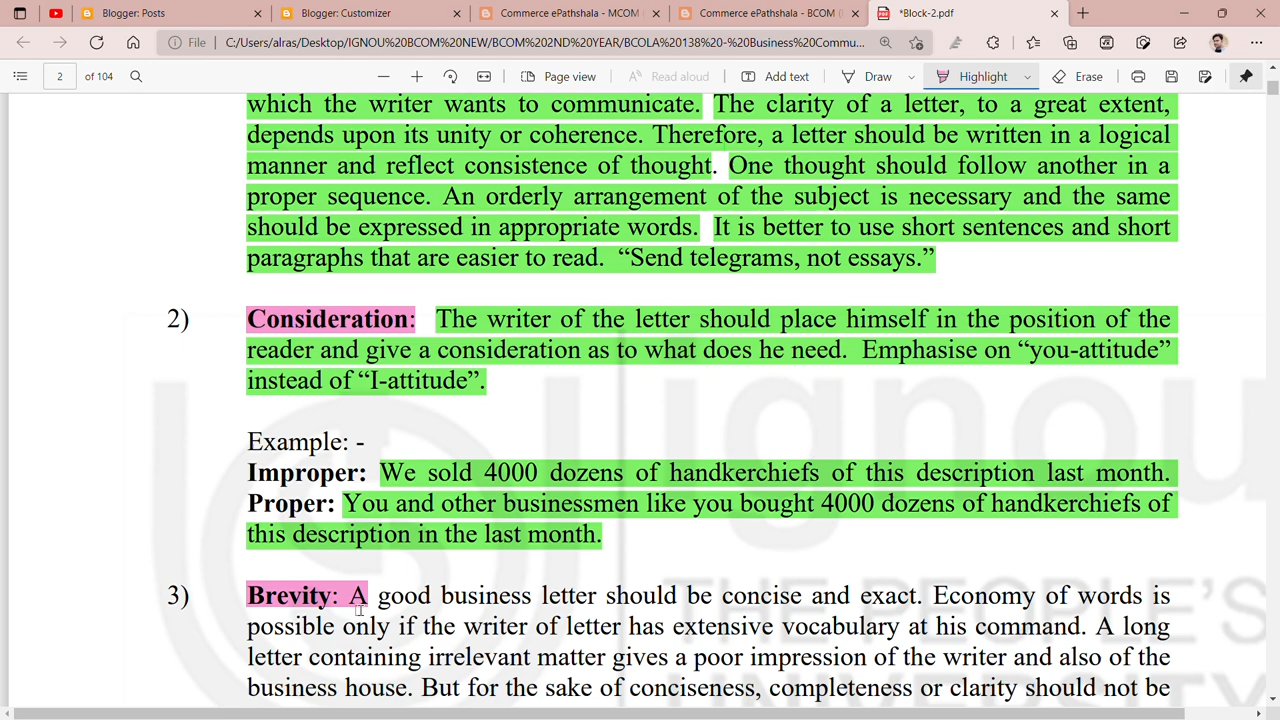 Blogger: Posts
Blogger: Customizer
Commerce ePathshala - MCOM (
Commerce ePathshala - BCOM (
*Block-2.pdf
File
C:/Users/alras/Desktop/IGNOU%20BCOM%20NEW/BCOM%202ND%20YEAR/BCOLA%20138%20-%20Business%20Commu...
2 of 104
Page view
Read aloud
Add text
Draw
Highlight
Erase
which the writer wants to communicate. The clarity of a letter, to a great extent,
depends upon its unity or coherence. Therefore, a letter should be written in a logical
manner and reflect consistence of thought. One thought should follow another in a
proper sequence. An orderly arrangement of the subject is necessary and the same
should be expressed in appropriate words. It is better to use short sentences and short
paragraphs that are easier to read. “Send telegrams, not essays.”
2) Consideration: The writer of the letter should place himself in the position of the
reader and give a consideration as to what does he need. Emphasise on “you-attitude”
instead of “I-attitude”.
Example: -
Improper: We sold 4000 dozens of handkerchiefs of this description last month.
Proper: You and other businessmen like you bought 4000 dozens of handkerchiefs of
this description in the last month.
3) Brevity: A good business letter should be concise and exact. Economy of words is
possible only if the writer of letter has extensive vocabulary at his command. A long
letter containing irrelevant matter gives a poor impression of the writer and also of the
business house. But for the sake of conciseness, completeness or clarity should not be
ignou
THE PEOPLE'S
UNIVERSITY